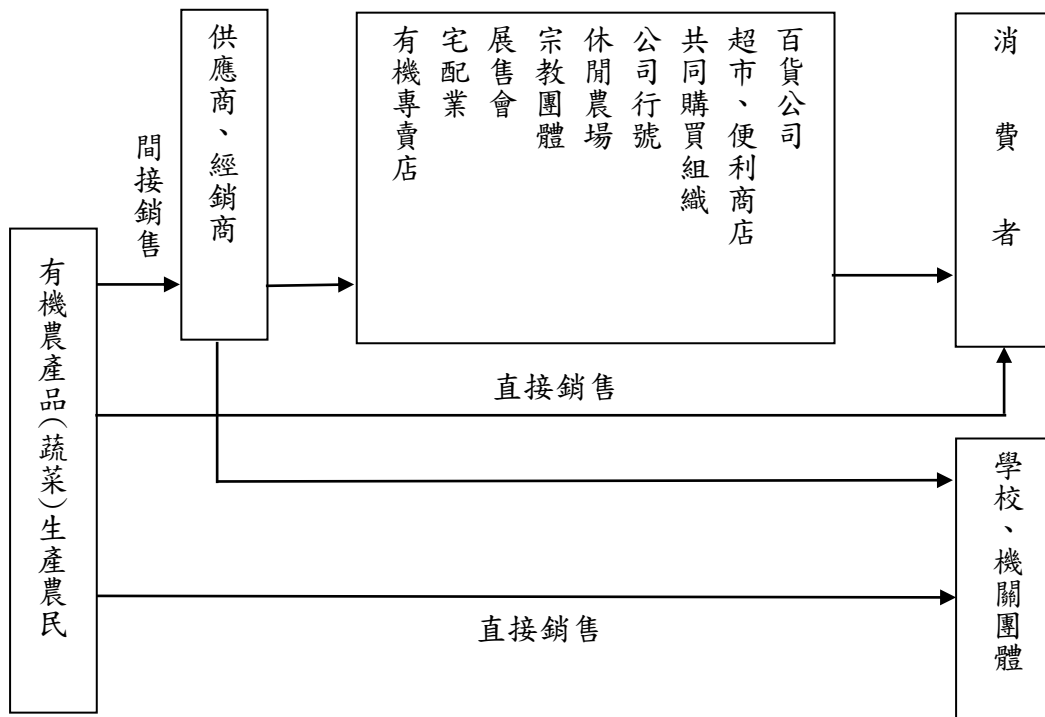 有機農產品(蔬菜)生產農民
間接銷售
供應商、經銷商
有機專賣店
宅配業
展售會
宗教團體
休閒農場
公司行號
共同購買組織
超市、便利商店
百貨公司
消費者
直接銷售
學校、機關團體
直接銷售